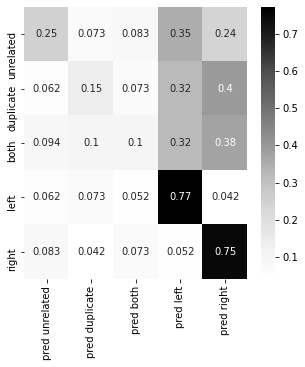 unrelated 0.25 0.073 0.083 0.35 0.24
duplicate 0.062 0.15 0.073 0.32 0.4
both 0.094 0.1 0.1 0.32 0.38
left 0.062 0.073 0.052 0.77 0.042
right 0.083 0.042 0.073 0.052 0.75
pred unrelated
pred duplicate
pred both
pred left
pred right
0.7
0.6
0.5
0.4
0.3
0.2
0.1